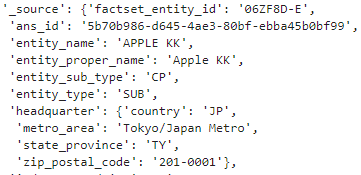 '_source': {'factset_entity_id': '06ZF8D-E',
'ans_id': '5b70b986-d645-4ae3-80bf-ebba45b0bf99',
'entity_name': 'APPLE KK',
'entity_proper_name': 'Apple KK',
'entity_sub_type': 'CP',
'entity_type': 'SUB',
'headquarter': {'country': 'JP',
'metro_area': 'Tokyo/Japan Metro',
'state_province': 'TY',
'zip_postal_code': '201-0001'},